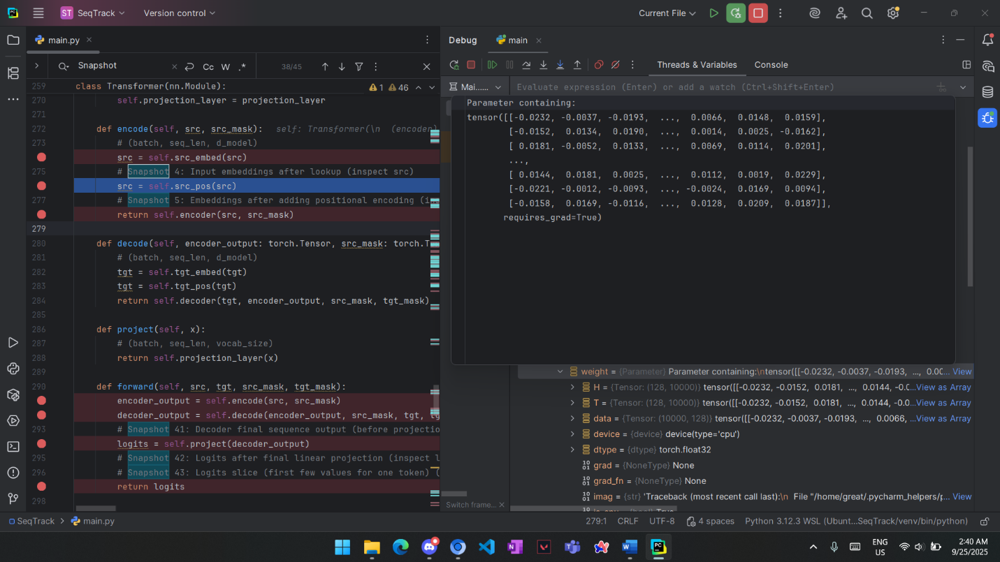 ST SeqTrack Version control Current File
main.py
Debug main
Snapshot Cc W .* 38/45
Threads & Variables Console
Mai...... Evaluate expression (Enter) or add a watch (Ctrl+Shift+Enter)
259 class Transformer(nn.Module): 1 46
270 self.projection_layer = projection_layer
271
272 def encode(self, src, src_mask): self: Transformer(\n (encoder)
273 # (batch, seq_len, d_model)
src = self.src_embed(src)
275 # Snapshot 4: Input embeddings after lookup (inspect src)
src = self.src_pos(src)
277 # Snapshot 5: Embeddings after adding positional encoding (in
return self.encoder(src, src_mask)
279
280 def decode(self, encoder_output: torch.Tensor, src_mask: torch.T
281 # (batch, seq_len, d_model)
282 tgt = self.tgt_embed(tgt)
283 tgt = self.tgt_pos(tgt)
284 return self.decoder(tgt, encoder_output, src_mask, tgt_mask)
285
286 def project(self, x):
287 # (batch, seq_len, vocab_size)
288 return self.projection_layer(x)
289
290 def forward(self, src, tgt, src_mask, tgt_mask):
encoder_output = self.encode(src, src_mask)
decoder_output = self.decode(encoder_output, src_mask, tgt,
293 # Snapshot 41: Decoder final sequence output (before projectio
logits = self.project(decoder_output)
295 # Snapshot 42: Logits after final linear projection (inspect l
296 # Snapshot 43: Logits slice (first few values for one token) (
return logits
298
Parameter containing:
tensor([[-0.0232, -0.0037, -0.0193, ..., 0.0066, 0.0148, 0.0159],
[-0.0152, 0.0134, 0.0190, ..., 0.0014, 0.0025, -0.0162],
[ 0.0181, -0.0052, 0.0133, ..., 0.0069, 0.0114, 0.0201],
...,
[ 0.0144, 0.0181, 0.0025, ..., 0.0112, 0.0019, 0.0229],
[-0.0221, -0.0012, -0.0093, ..., -0.0024, 0.0169, 0.0094],
[-0.0158, 0.0169, -0.0116, ..., 0.0128, 0.0209, 0.0187]],
requires_grad=True)
weight = {Parameter} Parameter containing:\ntensor([[-0.0232, -0.0037, -0.0193, ..., 0.00... View
H = {Tensor: (128, 10000)} tensor([[-0.0232, -0.0152, 0.0181, ..., 0.0144, -0.0...View as Array
T = {Tensor: (128, 10000)} tensor([[-0.0232, -0.0152, 0.0181, ..., 0.0144, -0.0...View as Array
data = {Tensor: (10000, 128)} tensor([[-0.0232, -0.0037, -0.0193, ..., 0.0066, ...View as Array
device = {device} device(type='cpu')
dtype = {dtype} torch.float32
grad = {NoneType} None
grad_fn = {NoneType} None
imag = {str} 'Traceback (most recent call last):\n File "/home/great/.pycharm_helpers/p... View
Switch frame...
SeqTrack main.py 279:1 CRLF UTF-8 4 spaces Python 3.12.3 WSL (Ubunt...SeqTrack/venv/bin/python)
ENG
US
2:40 AM
9/25/2025